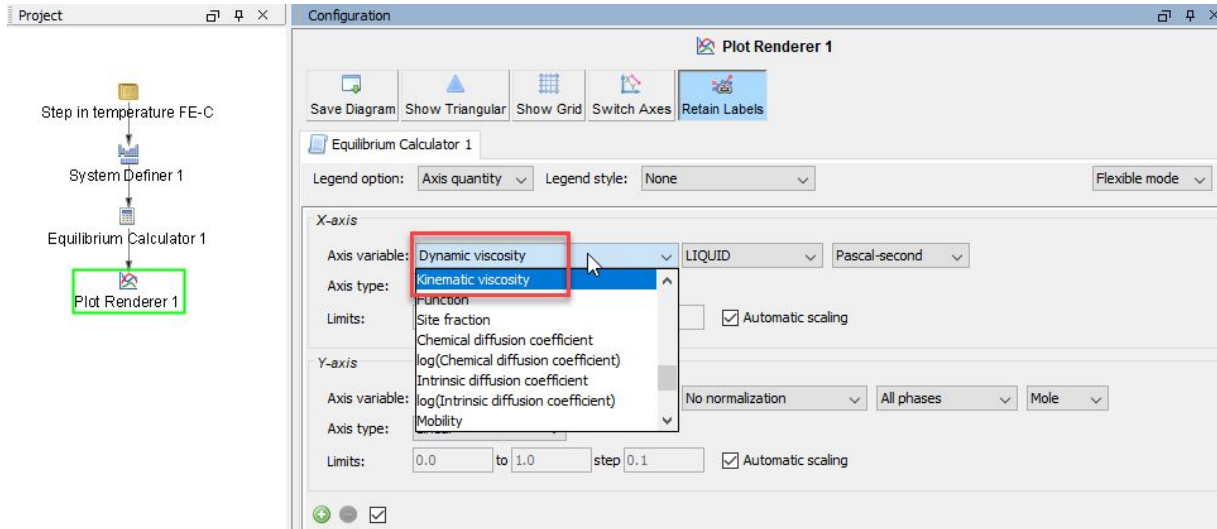 Project
Step in temperature FE-C
System Definer 1
Equilibrium Calculator 1
Plot Renderer 1
Configuration
Plot Renderer 1
Save Diagram Show Triangular Show Grid Switch Axes Retain Labels
Equilibrium Calculator 1
Legend option: Axis quantity Legend style: None Flexible mode
X-axis
Axis variable: Dynamic viscosity LIQUID Pascal-second
Kinematic viscosity
Axis type:
Function
Limits: Site fraction Automatic scaling
Chemical diffusion coefficient
log(Chemical diffusion coefficient)
Y-axis
Intrinsic diffusion coefficient
Axis variable: log(Intrinsic diffusion coefficient) No normalization All phases Mole
Mobility
Axis type:
Limits: 0.0 to 1.0 step 0.1 Automatic scaling